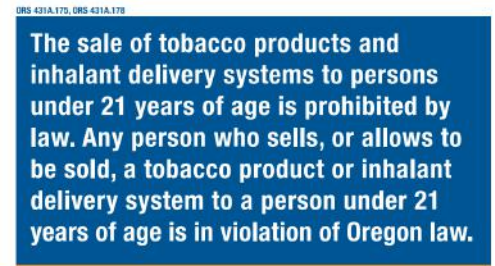 ORS 431A.175, ORS 431A.178
The sale of tobacco products and
inhalant delivery systems to persons
under 21 years of age is prohibited by
law. Any person who sells, or allows to
be sold, a tobacco product or inhalant
delivery system to a person under 21
years of age is in violation of Oregon law.